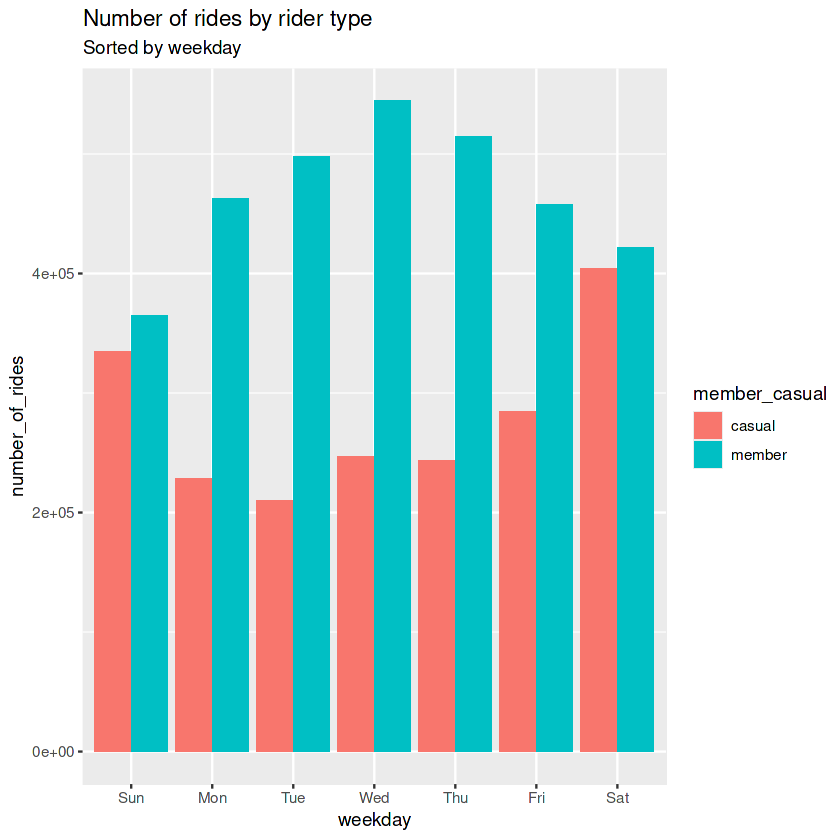 Number of rides by rider type
Sorted by weekday
number_of_rides
4e+05
2e+05
0e+00
Sun Mon Tue Wed Thu Fri Sat
weekday
member_casual
casual
member